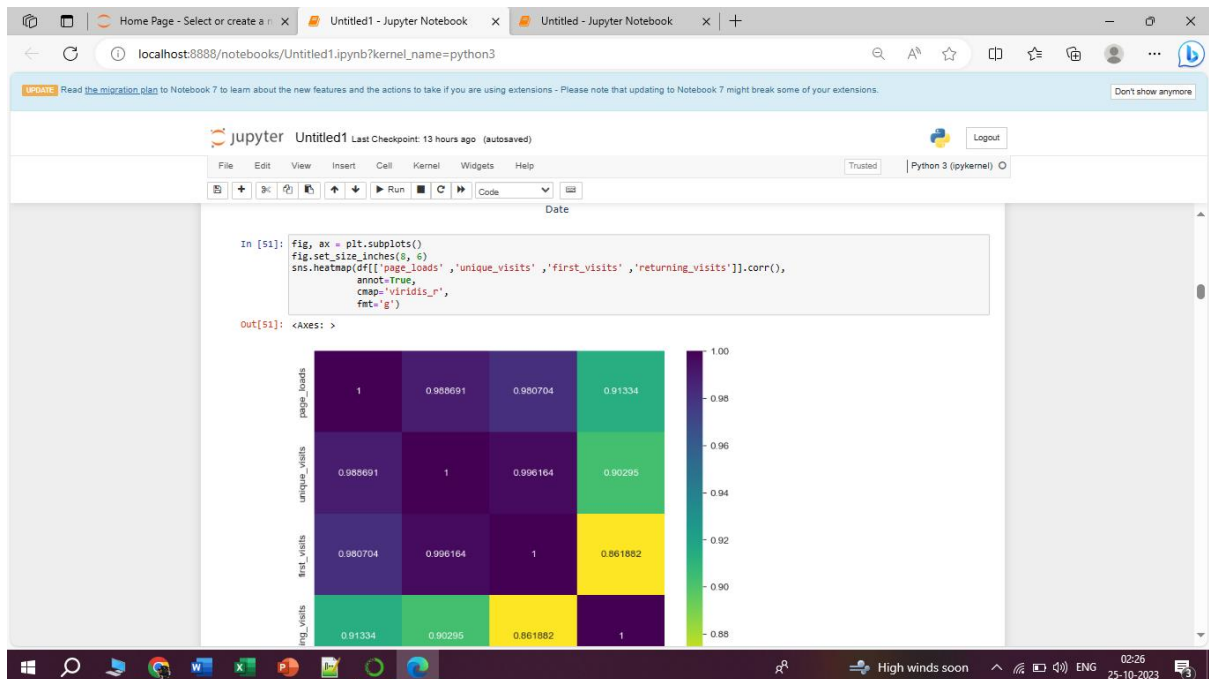 Home Page - Select or create a n
Untitled1 - Jupyter Notebook
Untitled - Jupyter Notebook
localhost:8888/notebooks/Untitled1.ipynb?kernel_name=python3
UPDATE Read the migration plan to Notebook 7 to learn about the new features and the actions to take if you are using extensions - Please note that updating to Notebook 7 might break some of your extensions.
Don't show anymore
jupyter Untitled1 Last Checkpoint: 13 hours ago (autosaved)
Logout
File Edit View Insert Cell Kernel Widgets Help
Trusted
Python 3 (ipykernel)
Run
Code
Date
In [51]: fig, ax = plt.subplots()
fig.set_size_inches(8, 6)
sns.heatmap(df[['page_loads' ,'unique_visits' ,'first_visits' ,'returning_visits']].corr(),
annot=True,
cmap='viridis_r',
fmt='g')
Out[51]: <Axes: >
page_loads
1 0.988691 0.980704 0.91334
unique_visits
0.988691 1 0.996164 0.90295
first_visits
0.980704 0.996164 1 0.861882
ing_visits
0.91334 0.90295 0.861882 1
1.00
0.98
0.96
0.94
0.92
0.90
0.88
High winds soon
ENG
02:26
25-10-2023
3